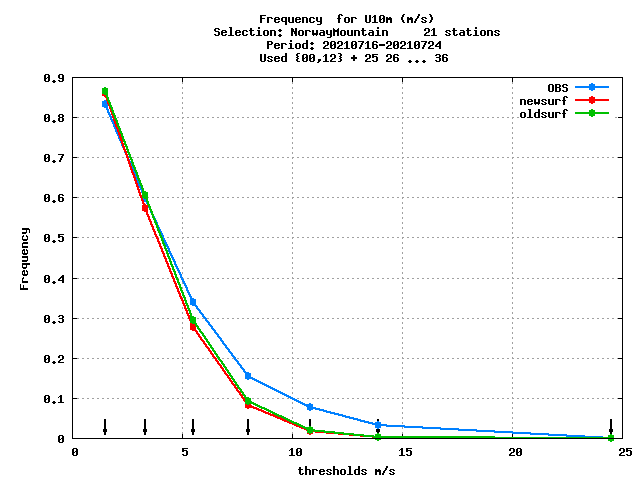 Frequency  for U10m (m/s)
Selection: NorwayMountain     21 stations
Period: 20210716-20210724
Used {00,12} + 25 26 ... 36
0.9
0.8
0.7
0.6
0.5
0.4
0.3
0.2
0.1
0
Frequency
OBS
newsurf
oldsurf
0 5 10 15 20 25
thresholds m/s